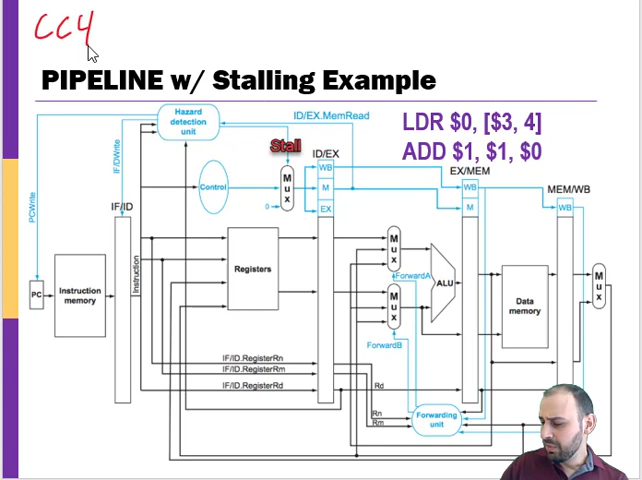 CC4
PIPELINE w/ Stalling Example
LDR $0, [$3, 4]
ADD $1, $1, $0
Hazard
detection
unit
ID/EX.MemRead
Stall
ID/EX
EX/MEM
MEM/WB
IF/ID
PCWrite
IF/DWrite
Control
0
Mux
WB
M
EX
WB
M
WB
PC
Instruction
memory
Instruction
Registers
Mux
Mux
ForwardA
ForwardB
ALU
Data
memory
Mux
IF/ID.RegisterRn
IF/ID.RegisterRm
IF/ID.RegisterRd
Rd
Rn
Rm
Forwarding
unit